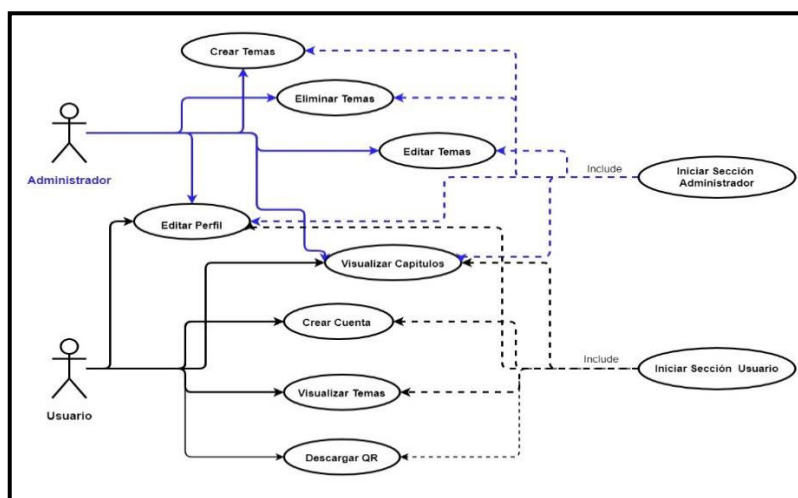 Crear Temas
Eliminar Temas
Editar Temas
Include
Iniciar Sección
Administrador
Administrador
Editar Perfil
Visualizar Capítulos
Crear Cuenta
Include
Iniciar Sección Usuario
Visualizar Temas
Usuario
Descargar QR